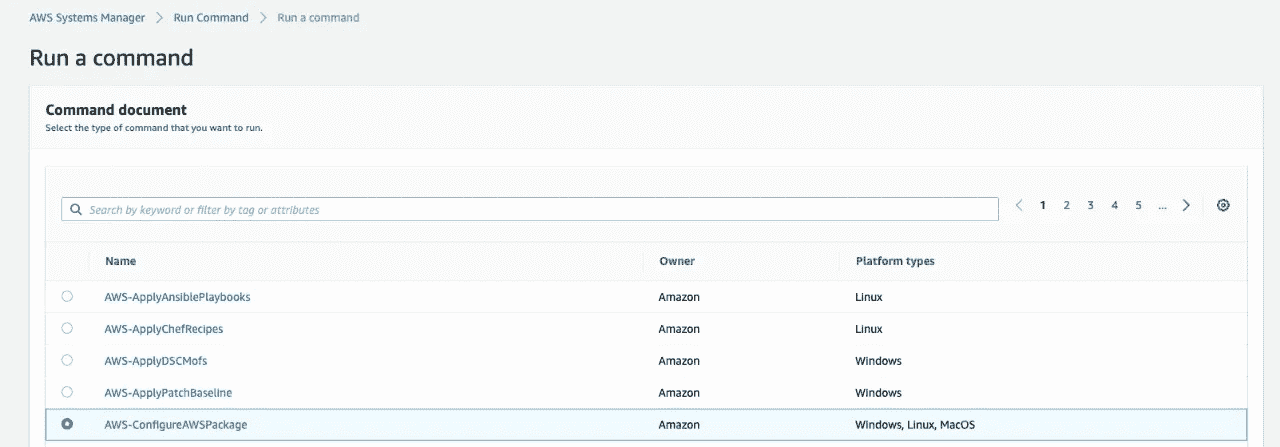 AWS Systems Manager > Run Command > Run a command
Run a command
Command document
Select the type of command that you want to run.
Search by keyword or filter by tag or attributes < 1 2 3 4 5 ... >
Name Owner Platform types
AWS-ApplyAnsiblePlaybooks Amazon Linux
AWS-ApplyChefRecipes Amazon Linux
AWS-ApplyDSCMofs Amazon Windows
AWS-ApplyPatchBaseline Amazon Windows
AWS-ConfigureAWSPackage Amazon Windows, Linux, MacOS